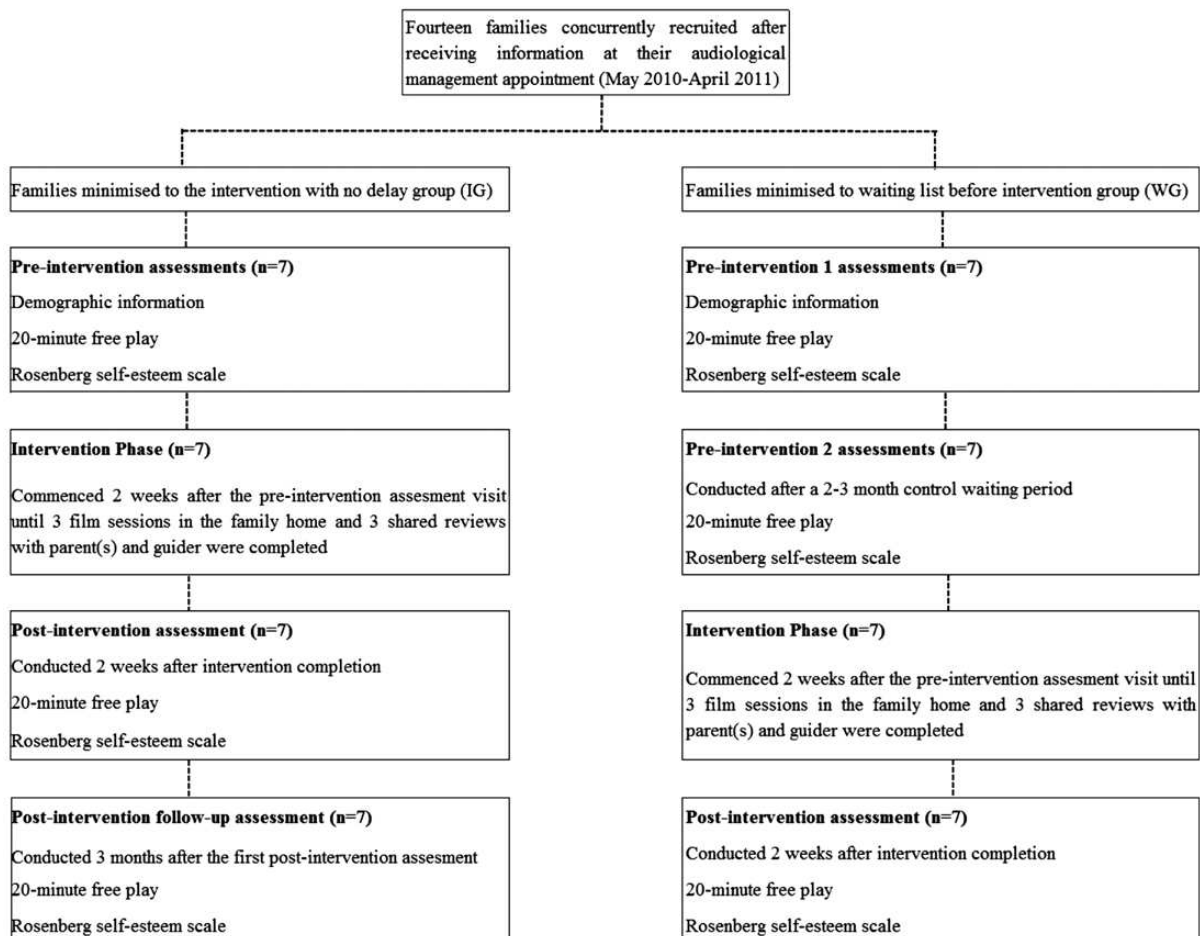 Fourteen families concurrently recruited after
receiving information at their audiological
management appointment (May 2010-April 2011)
Families minimised to the intervention with no delay group (IG)
Pre-intervention assessments (n=7)
Demographic information
20-minute free play
Rosenberg self-esteem scale
Intervention Phase (n=7)
Commenced 2 weeks after the pre-intervention assesment visit
until 3 film sessions in the family home and 3 shared reviews
with parent(s) and guider were completed
Post-intervention assessment (n=7)
Conducted 2 weeks after intervention completion
20-minute free play
Rosenberg self-esteem scale
Post-intervention follow-up assessment (n=7)
Conducted 3 months after the first post-intervention assesment
20-minute free play
Rosenberg self-esteem scale
Families minimised to waiting list before intervention group (WG)
Pre-intervention 1 assessments (n=7)
Demographic information
20-minute free play
Rosenberg self-esteem scale
Pre-intervention 2 assessments (n=7)
Conducted after a 2-3 month control waiting period
20-minute free play
Rosenberg self-esteem scale
Intervention Phase (n=7)
Commenced 2 weeks after the pre-intervention assesment visit until
3 film sessions in the family home and 3 shared reviews with
parent(s) and guider were completed
Post-intervention assessment (n=7)
Conducted 2 weeks after intervention completion
20-minute free play
Rosenberg self-esteem scale